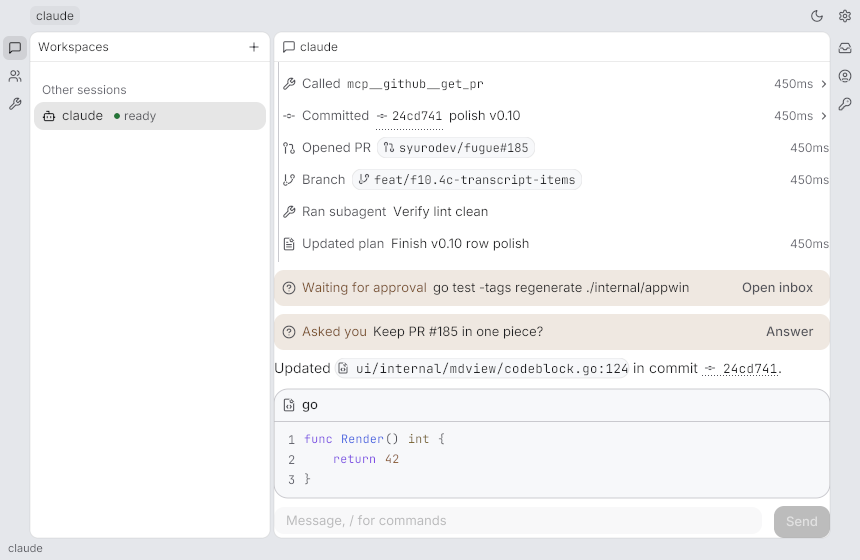 claude
Workspaces +
claude
Other sessions
claude ready
Called mcp__github__get_pr 450ms
Committed 24cd741 polish v0.10 450ms
Opened PR syurodev/fugue#185 450ms
Branch feat/f10.4c-transcript-items 450ms
Ran subagent Verify lint clean
Updated plan Finish v0.10 row polish 450ms
Waiting for approval go test -tags regenerate ./internal/appwin Open inbox
Asked you Keep PR #185 in one piece? Answer
Updated ui/internal/mdview/codeblock.go:124 in commit 24cd741.
go
1 func Render() int {
2     return 42
3 }
Message, / for commands Send
claude